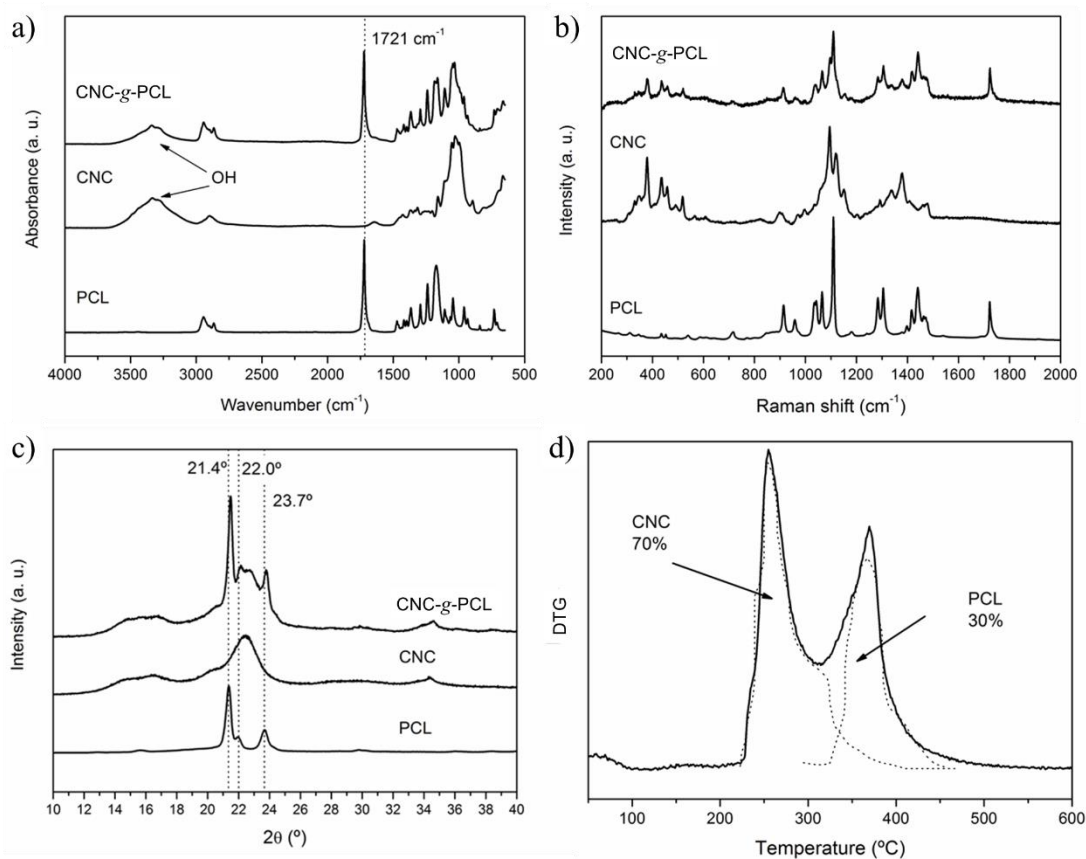 a)
1721 cm⁻¹
CNC-g-PCL
OH
CNC
PCL
Absorbance (a. u.)
4000 3500 3000 2500 2000 1500 1000 500
Wavenumber (cm⁻¹)
b)
CNC-g-PCL
CNC
PCL
Intensity (a. u.)
200 400 600 800 1000 1200 1400 1600 1800 2000
Raman shift (cm⁻¹)
c)
21.4º 22.0º
23.7º
CNC-g-PCL
CNC
PCL
Intensity (a. u.)
10 12 14 16 18 20 22 24 26 28 30 32 34 36 38 40
2θ (º)
d)
CNC
70%
PCL
30%
DTG
100 200 300 400 500 600
Temperature (ºC)